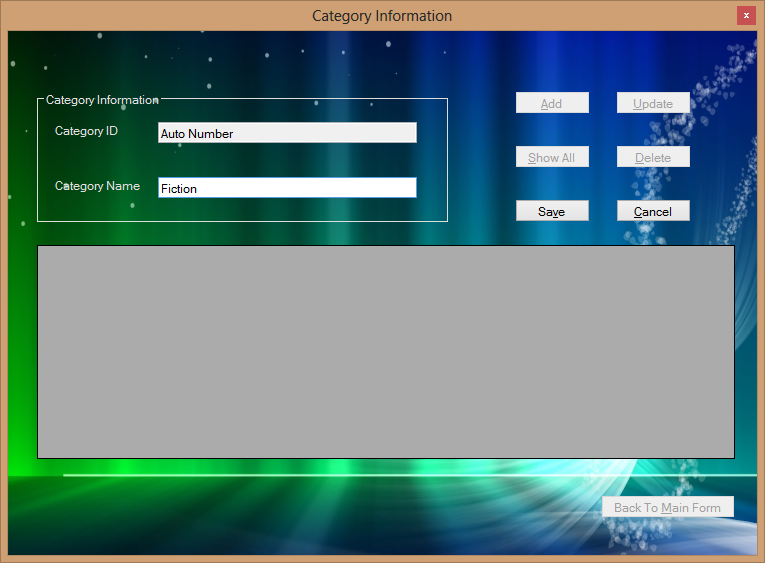 Category Information
x
Category Information
Category ID
Auto Number
Category Name
Fiction
Add
Update
Show All
Delete
Save
Cancel
Back To Main Form